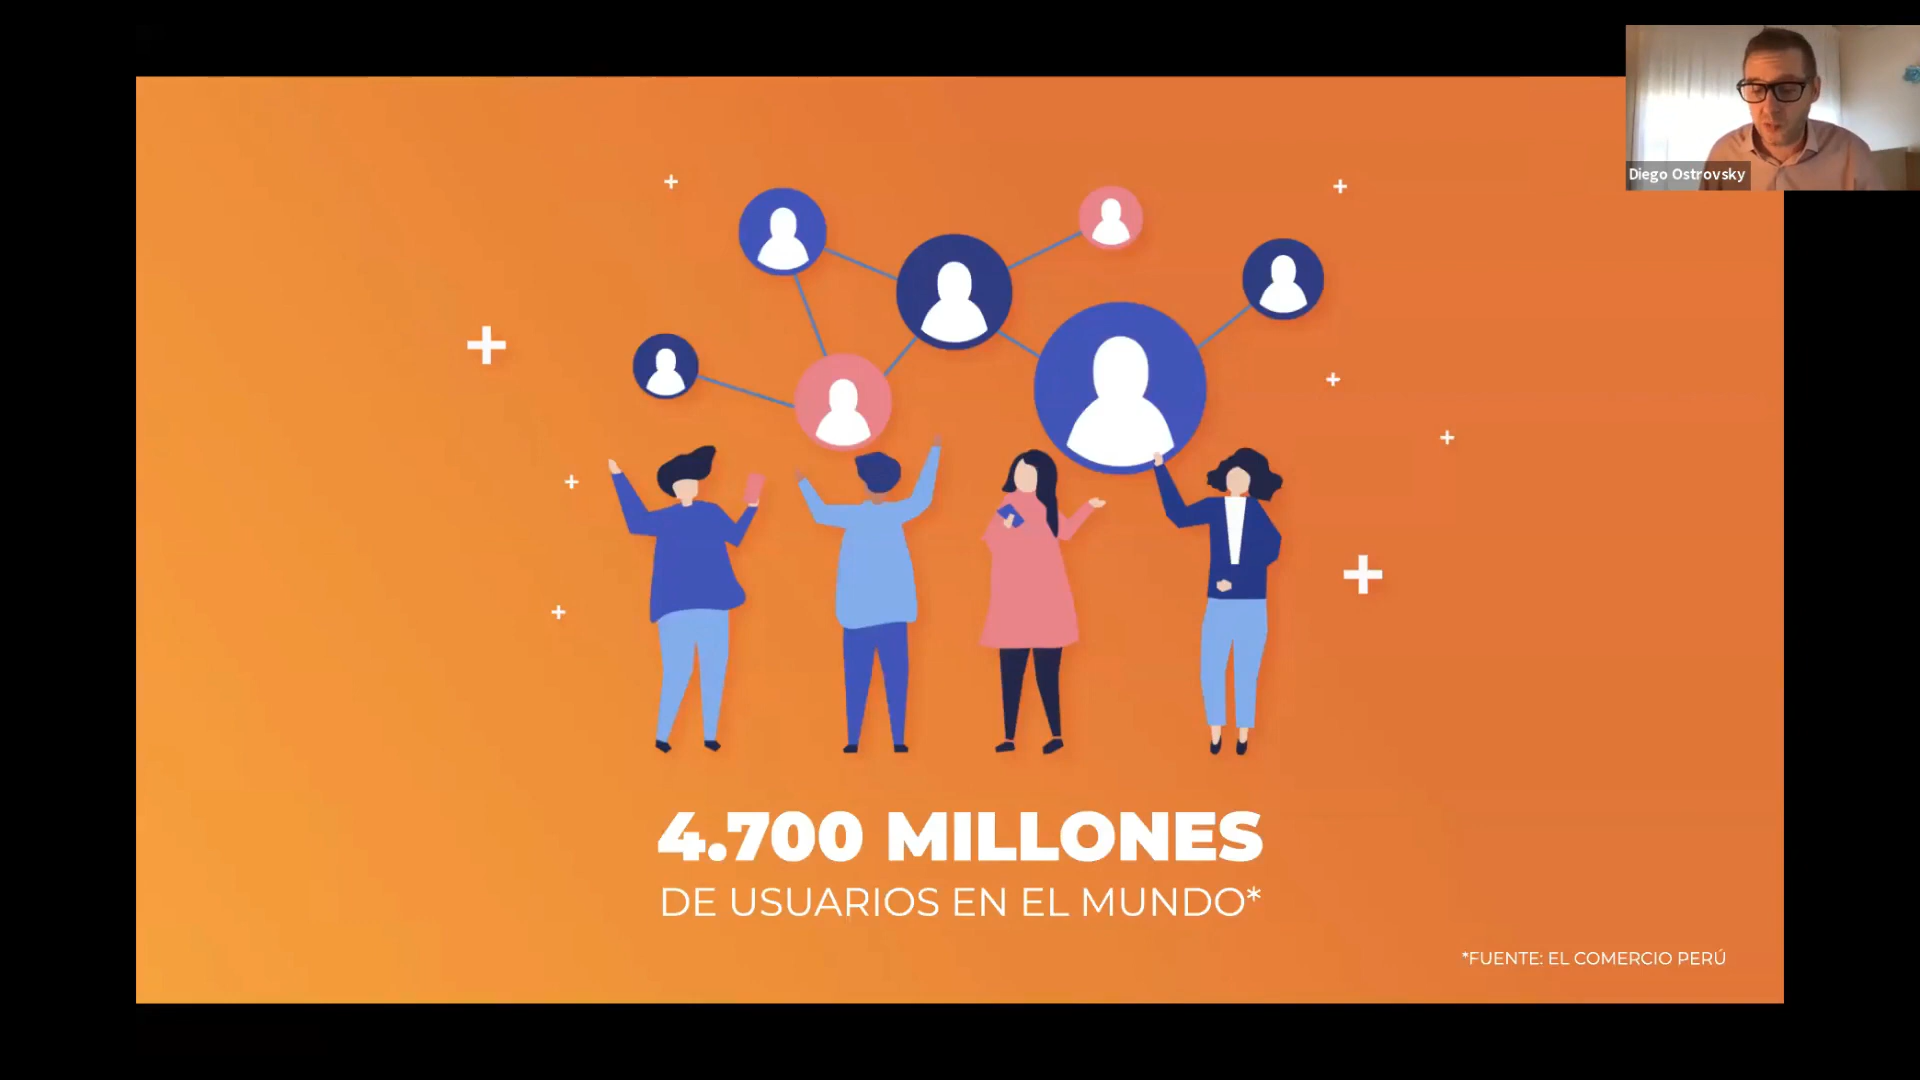 Diego Ostrovsky
4.700 MILLONES
DE USUARIOS EN EL MUNDO*
*FUENTE: EL COMERCIO PERÚ